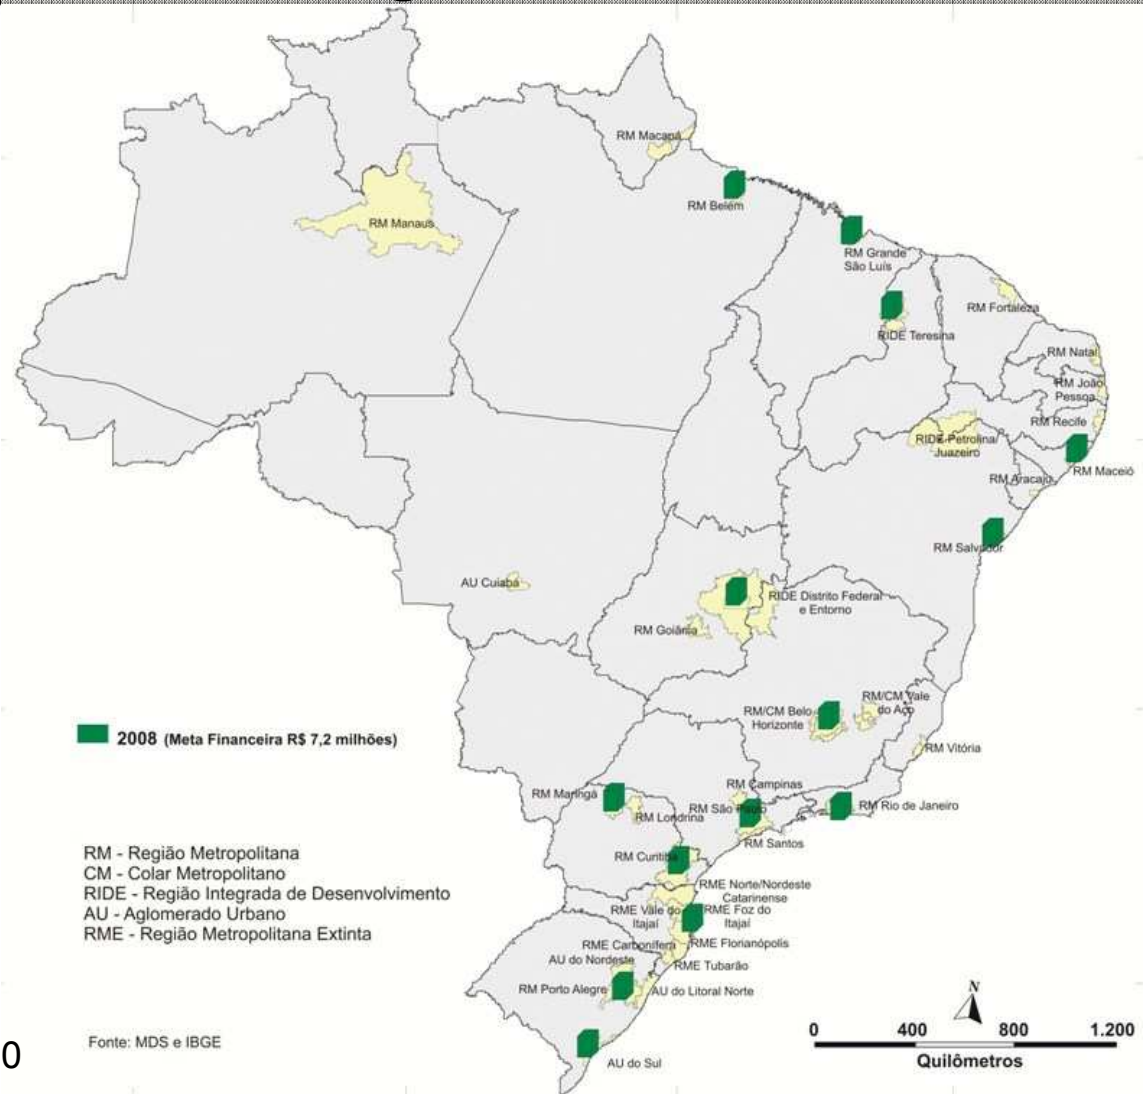 RM Macapá
RM Belém
RM Manaus
RM Grande
São Luís
RM Fortaleza
RIDE Teresina
RM Natal
RM João
Pessoa
RM Recife
RIDE Petrolina/
Juazeiro
RM Maceió
RM Aracaju
RM Salvador
AU Cuiabá
RIDE Distrito Federal
e Entorno
RM Goiânia
RM/CM Vale
do Aço
RM/CM Belo
Horizonte
RM Vitória
2008 (Meta Financeira R$ 7,2 milhões)
RM Campinas
RM Maringá
RM São Paulo
RM Rio de Janeiro
RM Londrina
RM Santos
RM Curitiba
RME Norte/Nordeste
Catarinense
RME Vale do
Itajaí
RME Foz do
Itajaí
RME Carbonífera
RME Florianópolis
AU do Nordeste
RME Tubarão
RM Porto Alegre
AU do Litoral Norte
AU do Sul
RM - Região Metropolitana
CM - Colar Metropolitano
RIDE - Região Integrada de Desenvolvimento
AU - Aglomerado Urbano
RME - Região Metropolitana Extinta
N
0 400 800 1.200
Quilômetros
Fonte: MDS e IBGE
0